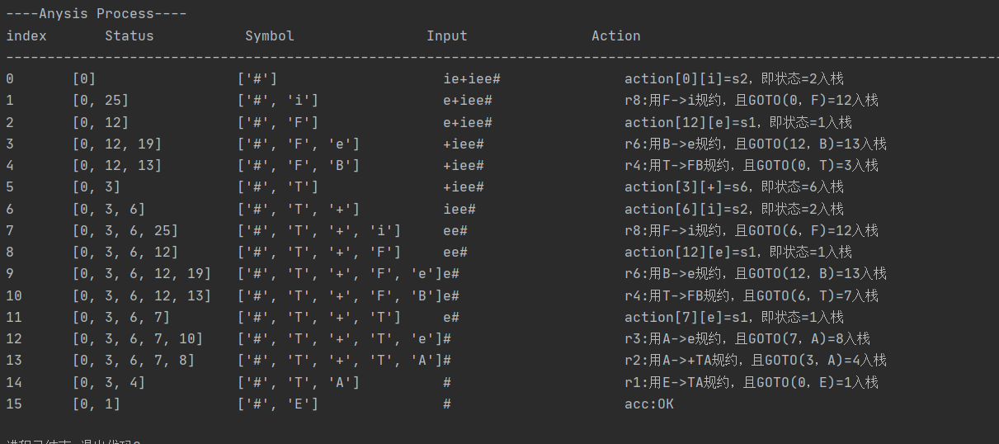 ----Anysis Process----
index Status Symbol Input Action
------------------------------------------------------------------------------------------------------------------------
0 [0] ['#'] ie+iee# action[0][i]=s2，即状态=2入栈
1 [0, 25] ['#', 'i'] e+iee# r8:用F->i规约，且GOTO(0，F)=12入栈
2 [0, 12] ['#', 'F'] e+iee# action[12][e]=s1，即状态=1入栈
3 [0, 12, 19] ['#', 'F', 'e'] +iee# r6:用B->e规约，且GOTO(12，B)=13入栈
4 [0, 12, 13] ['#', 'F', 'B'] +iee# r4:用T->FB规约，且GOTO(0，T)=3入栈
5 [0, 3] ['#', 'T'] +iee# action[3][+]=s6，即状态=6入栈
6 [0, 3, 6] ['#', 'T', '+'] iee# action[6][i]=s2，即状态=2入栈
7 [0, 3, 6, 25] ['#', 'T', '+', 'i'] ee# r8:用F->i规约，且GOTO(6，F)=12入栈
8 [0, 3, 6, 12] ['#', 'T', '+', 'F'] ee# action[12][e]=s1，即状态=1入栈
9 [0, 3, 6, 12, 19] ['#', 'T', '+', 'F', 'e']e# r6:用B->e规约，且GOTO(12，B)=13入栈
10 [0, 3, 6, 12, 13] ['#', 'T', '+', 'F', 'B']e# r4:用T->FB规约，且GOTO(6，T)=7入栈
11 [0, 3, 6, 7] ['#', 'T', '+', 'T'] e# action[7][e]=s1，即状态=1入栈
12 [0, 3, 6, 7, 10] ['#', 'T', '+', 'T', 'e']# r3:用A->e规约，且GOTO(7，A)=8入栈
13 [0, 3, 6, 7, 8] ['#', 'T', '+', 'T', 'A']# r2:用A->+TA规约，且GOTO(3，A)=4入栈
14 [0, 3, 4] ['#', 'T', 'A'] # r1:用E->TA规约，且GOTO(0，E)=1入栈
15 [0, 1] ['#', 'E'] # acc:OK